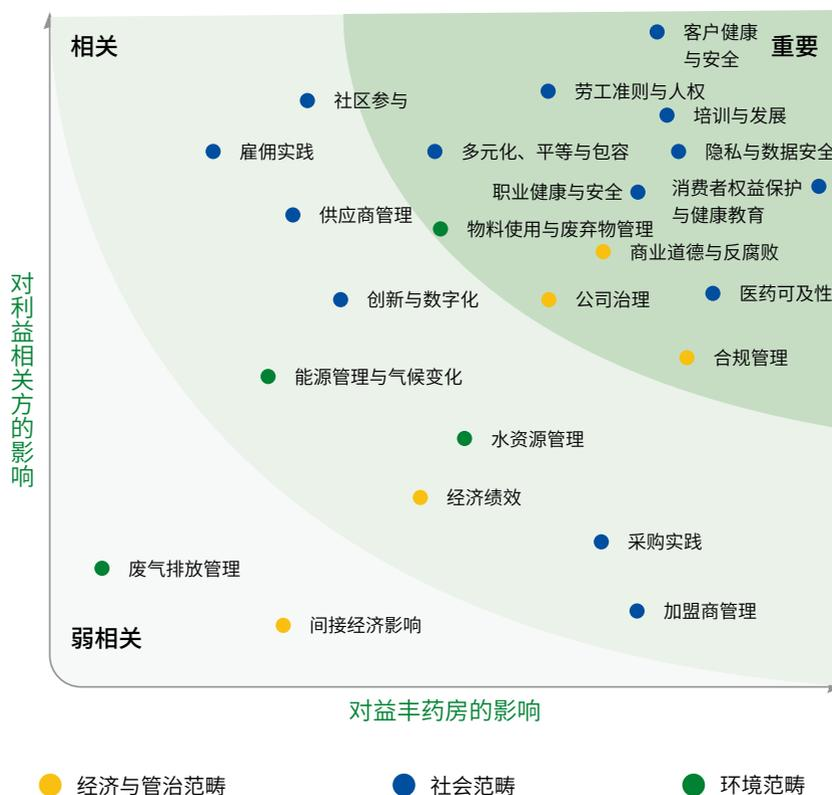 相关
客户健康
与安全
重要
社区参与
劳工准则与人权
培训与发展
雇佣实践
多元化、平等与包容
隐私与数据安全
职业健康与安全
消费者权益保护
与健康教育
供应商管理
物料使用与废弃物管理
商业道德与反腐败
创新与数字化
公司治理
医药可及性
合规管理
能源管理与气候变化
水资源管理
经济绩效
采购实践
废气排放管理
加盟商管理
间接经济影响
弱相关
对利益相关方的影响
对益丰药房的影响
经济与管治范畴
社会范畴
环境范畴